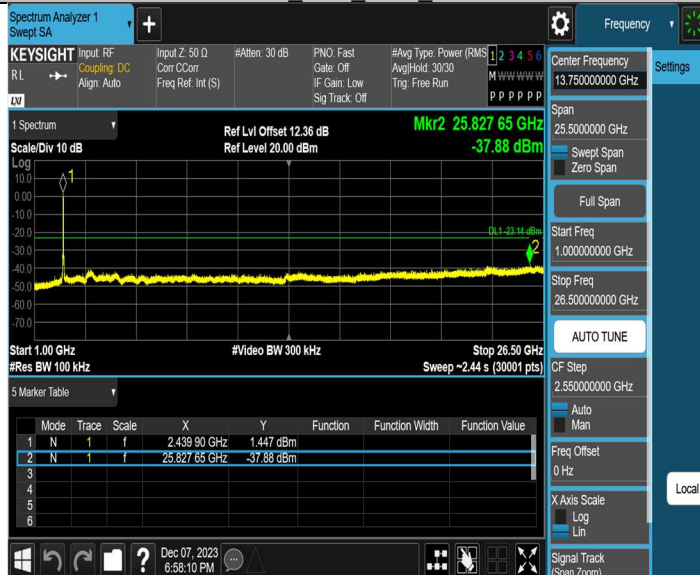 Spectrum Analyzer 1
Swept SA
+
Frequency
KEYSIGHT
RL
LXI
Input: RF
Coupling: DC
Align: Auto
Input Z: 50 Ω
Corr CCorr
Freq Ref: Int (S)
#Atten: 30 dB
PNO: Fast
Gate: Off
IF Gain: Low
Sig Track: Off
#Avg Type: Power (RMS
Avg|Hold: 30/30
Trig: Free Run
1 2 3 4 5 6
M W W W W W
P P P P P P
1 Spectrum
Scale/Div 10 dB
Ref Lvl Offset 12.36 dB
Ref Level 20.00 dBm
Mkr2 25.827 65 GHz
-37.88 dBm
Log
10.0
0.00
-10.0
-20.0
-30.0
-40.0
-50.0
-60.0
-70.0
1
DL1 -23.14 dBm
2
Start 1.00 GHz
#Res BW 100 kHz
#Video BW 300 kHz
Stop 26.50 GHz
Sweep ~2.44 s (30001 pts)
5 Marker Table
Mode Trace Scale X Y Function Function Width Function Value
1 N 1 f 2.439 90 GHz 1.447 dBm
2 N 1 f 25.827 65 GHz -37.88 dBm
3
4
5
6
Dec 07, 2023
6:58:10 PM
Center Frequency
13.750000000 GHz
Settings
Span
25.5000000 GHz
Swept Span
Zero Span
Full Span
Start Freq
1.000000000 GHz
Stop Freq
26.500000000 GHz
AUTO TUNE
CF Step
2.550000000 GHz
Auto
Man
Freq Offset
0 Hz
X Axis Scale
Log
Lin
Local
Signal Track
(Span Zoom)